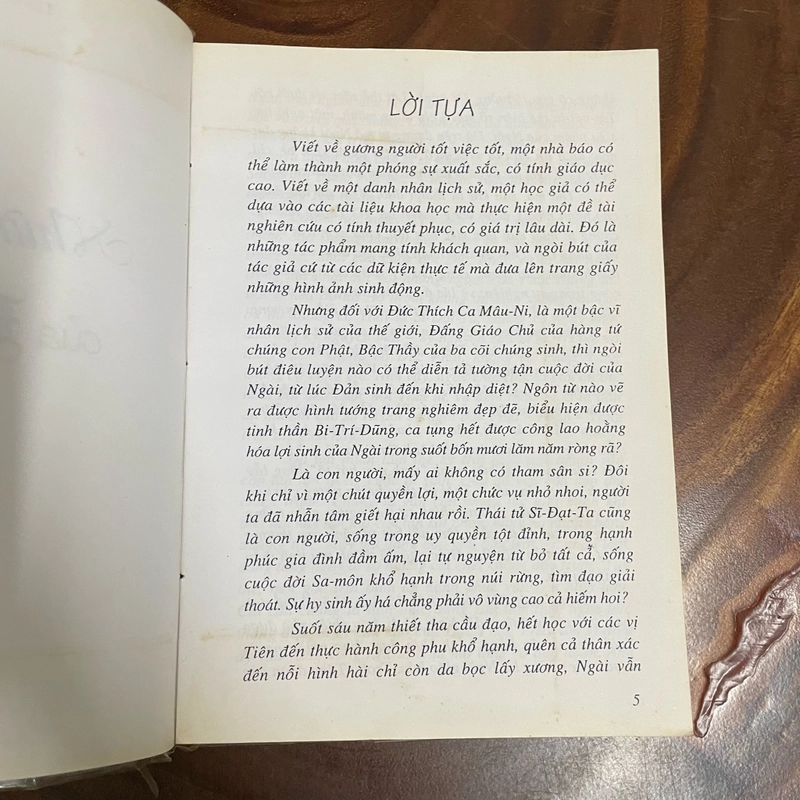 LỜI TỰA
Viết về gương người tốt việc tốt, một nhà báo có
thể làm thành một phóng sự xuất sắc, có tính giáo dục
cao. Viết về một danh nhân lịch sử, một học giả có thể
dựa vào các tài liệu khoa học mà thực hiện một đề tài
nghiên cứu có tính thuyết phục, có giá trị lâu dài. Đó là
những tác phẩm mang tính khách quan, và ngòi bút của
tác giả cứ từ các dữ kiện thực tế mà đưa lên trang giấy
những hình ảnh sinh động.
Nhưng đối với Đức Thích Ca Mâu-Ni, là một bậc vĩ
nhân lịch sử của thế giới, Đấng Giáo Chủ của hàng tứ
chúng con Phật, Bậc Thầy của ba cõi chúng sinh, thì ngòi
bút điêu luyện nào có thể diễn tả tường tận cuộc đời của
Ngài, từ lúc Đản sinh đến khi nhập diệt? Ngôn từ nào vẽ
ra được hình tướng trang nghiêm đẹp đẽ, biểu hiện được
tinh thần Bi-Trí-Dũng, ca tụng hết được công lao hoằng
hóa lợi sinh của Ngài trong suốt bốn mươi lăm năm ròng rã?
Là con người, mấy ai không có tham sân si? Đôi
khi chỉ vì một chút quyền lợi, một chức vụ nhỏ nhoi, người
ta đã nhẫn tâm giết hại nhau rồi. Thái tử Sĩ-Đạt-Ta cũng
là con người, sống trong uy quyền tột đỉnh, trong hạnh
phúc gia đình đầm ấm, lại tự nguyện từ bỏ tất cả, sống
cuộc đời Sa-môn khổ hạnh trong núi rừng, tìm đạo giải
thoát. Sự hy sinh ấy há chẳng phải vô vùng cao cả hiếm hoi?
Suốt sáu năm thiết tha cầu đạo, hết học với các vị
Tiên đến thực hành công phu khổ hạnh, quên cả thân xác
đến nỗi hình hài chỉ còn da bọc lấy xương, Ngài vẫn
5